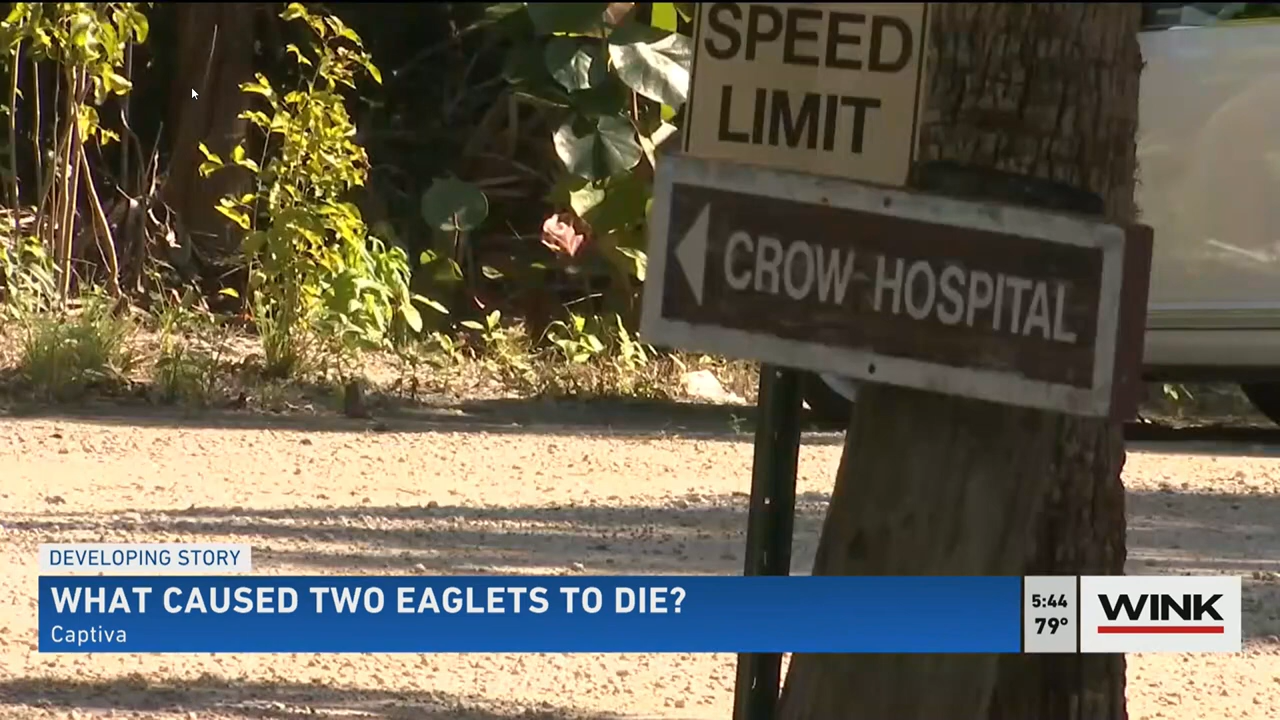 SPEED
LIMIT
CROW HOSPITAL
DEVELOPING STORY
WHAT CAUSED TWO EAGLETS TO DIE?
Captiva
5:44
79°
WINK